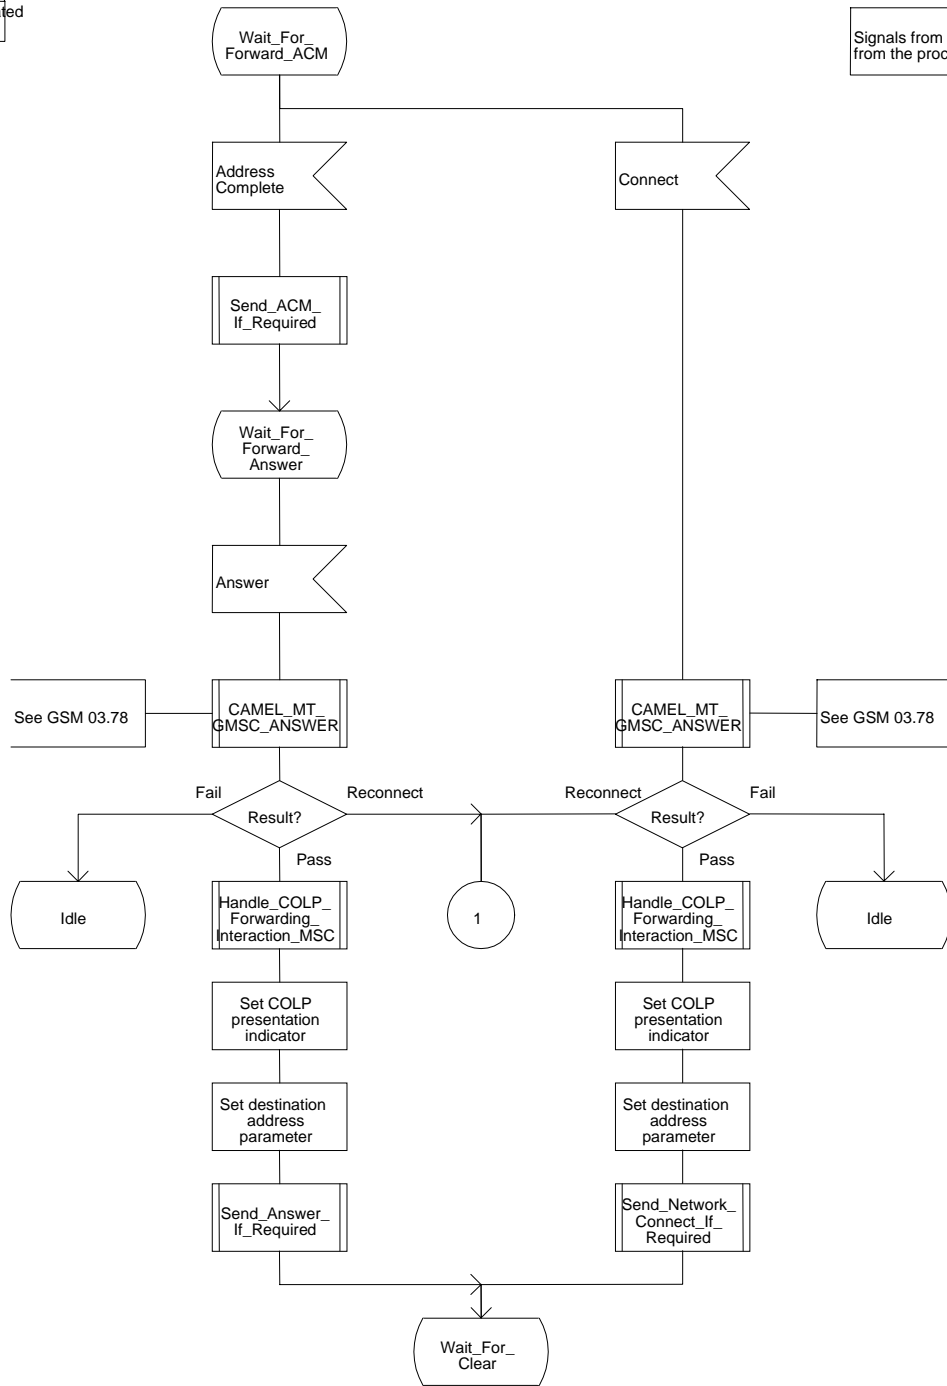 Wait_For_
Forward_ACM
Signals from
from the
Address
Complete
Connect
Send_ACM_
If_Required
Wait_For_
Forward_
Answer
Answer
See GSM 03.78
CAMEL_MT_
GMSC_ANSWER
CAMEL_MT_
GMSC_ANSWER
See GSM 03.78
Fail
Result?
Reconnect
Reconnect
Result?
Fail
Pass
Pass
Idle
Handle_COLP_
Forwarding_
Interaction_MSC
1
Handle_COLP_
Forwarding_
Interaction_MSC
Idle
Set COLP
presentation
indicator
Set COLP
presentation
indicator
Set destination
address
parameter
Set destination
address
parameter
Send_Answer_
If_Required
Send_Network_
Connect_If_
Required
Wait_For_
Clear